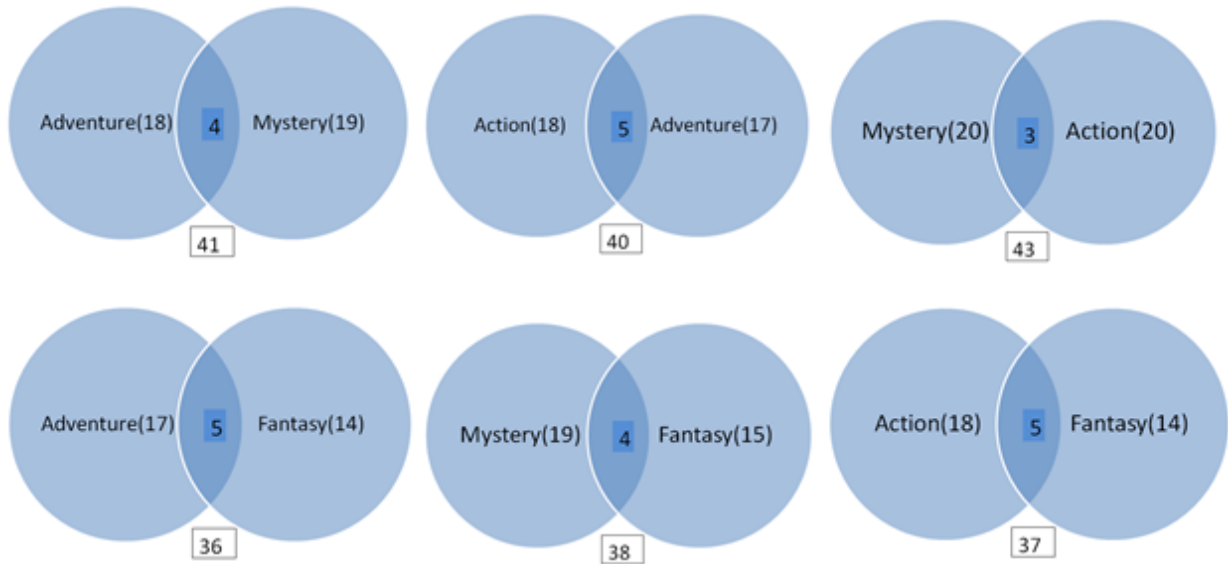 Adventure(18) 4 Mystery(19)
41
Action(18) 5 Adventure(17)
40
Mystery(20) 3 Action(20)
43
Adventure(17) 5 Fantasy(14)
36
Mystery(19) 4 Fantasy(15)
38
Action(18) 5 Fantasy(14)
37